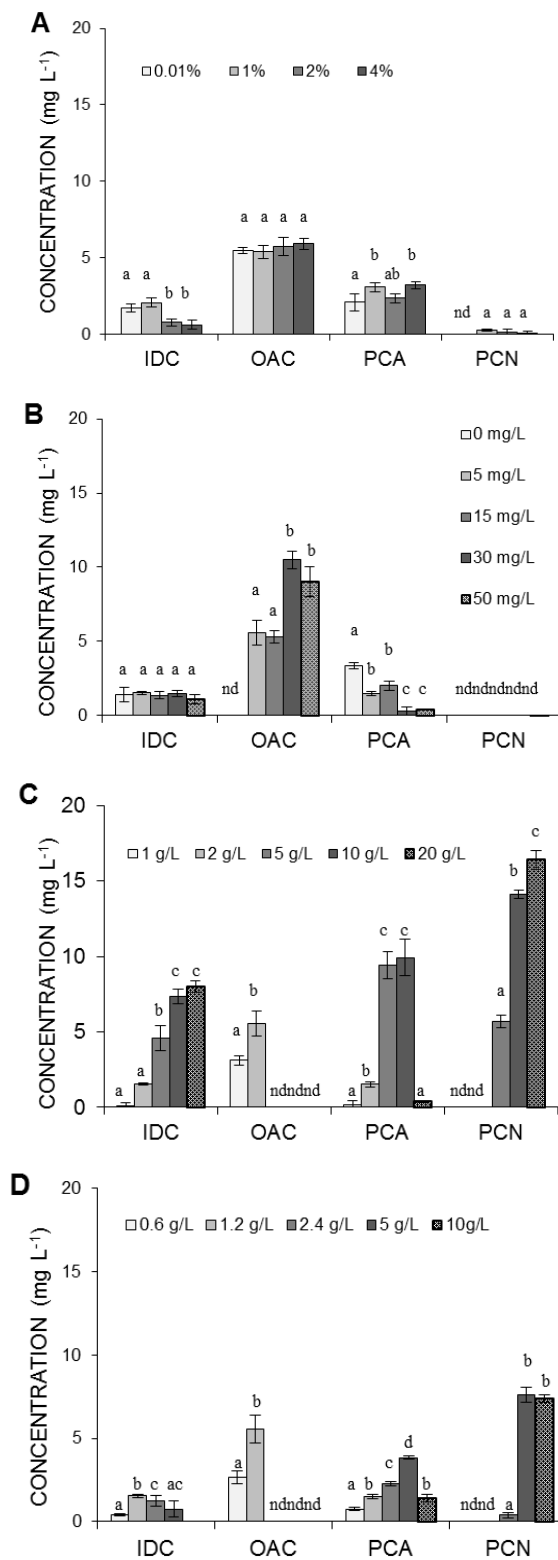 A
CONCENTRATION (mg L-1)
20
15
10
5
0
0.01% 1% 2% 4%
a a b b
a a a a
a b ab b
nd a a a
IDC OAC PCA PCN
B
CONCENTRATION (mg L-1)
20
15
10
5
0
0 mg/L
5 mg/L
15 mg/L
30 mg/L
50 mg/L
a a a a a
nd a a b b
a b b c c
ndndndndnd
IDC OAC PCA PCN
C
CONCENTRATION (mg L-1)
20
15
10
5
0
1 g/L 2 g/L 5 g/L 10 g/L 20 g/L
a a b c c
a b ndndnd
a b c c a
ndnd a b c
IDC OAC PCA PCN
D
CONCENTRATION (mg L-1)
20
15
10
5
0
0.6 g/L 1.2 g/L 2.4 g/L 5 g/L 10g/L
a b c ac
a b ndndnd
a b c d b
ndnd a b b
IDC OAC PCA PCN